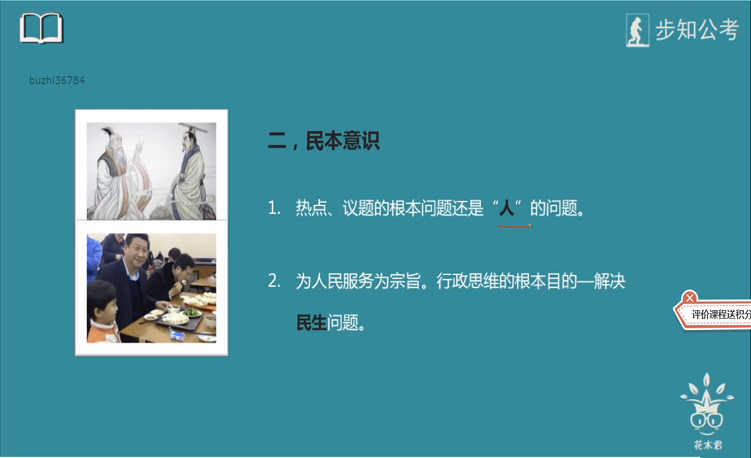 步知公考
buzhi36784
二，民本意识
1. 热点、议题的根本问题还是“人”的问题。
2. 为人民服务为宗旨。行政思维的根本目的—解决
民生问题。
评价课程送积分
花木君